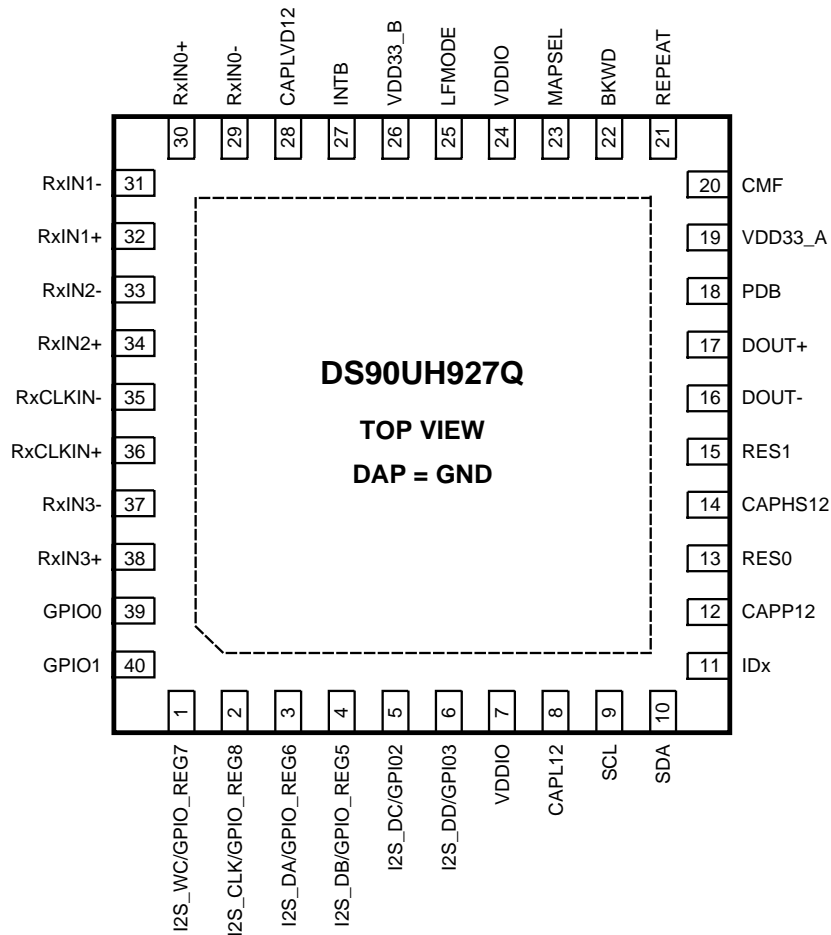 RxIN0+
RxIN0-
CAPLVD12
INTB
VDD33_B
LFMODE
VDDIO
MAPSEL
BKWD
REPEAT
30
29
28
27
26
25
24
23
22
21
RxIN1- 31
RxIN1+ 32
RxIN2- 33
RxIN2+ 34
RxCLKIN- 35
RxCLKIN+ 36
RxIN3- 37
RxIN3+ 38
GPIO0 39
GPIO1 40
DS90UH927Q
TOP VIEW
DAP = GND
20 CMF
19 VDD33_A
18 PDB
17 DOUT+
16 DOUT-
15 RES1
14 CAPHS12
13 RES0
12 CAPP12
11 IDx
1
2
3
4
5
6
7
8
9
10
I2S_WC/GPIO_REG7
I2S_CLK/GPIO_REG8
I2S_DA/GPIO_REG6
I2S_DB/GPIO_REG5
I2S_DC/GPI02
I2S_DD/GPI03
VDDIO
CAPL12
SCL
SDA